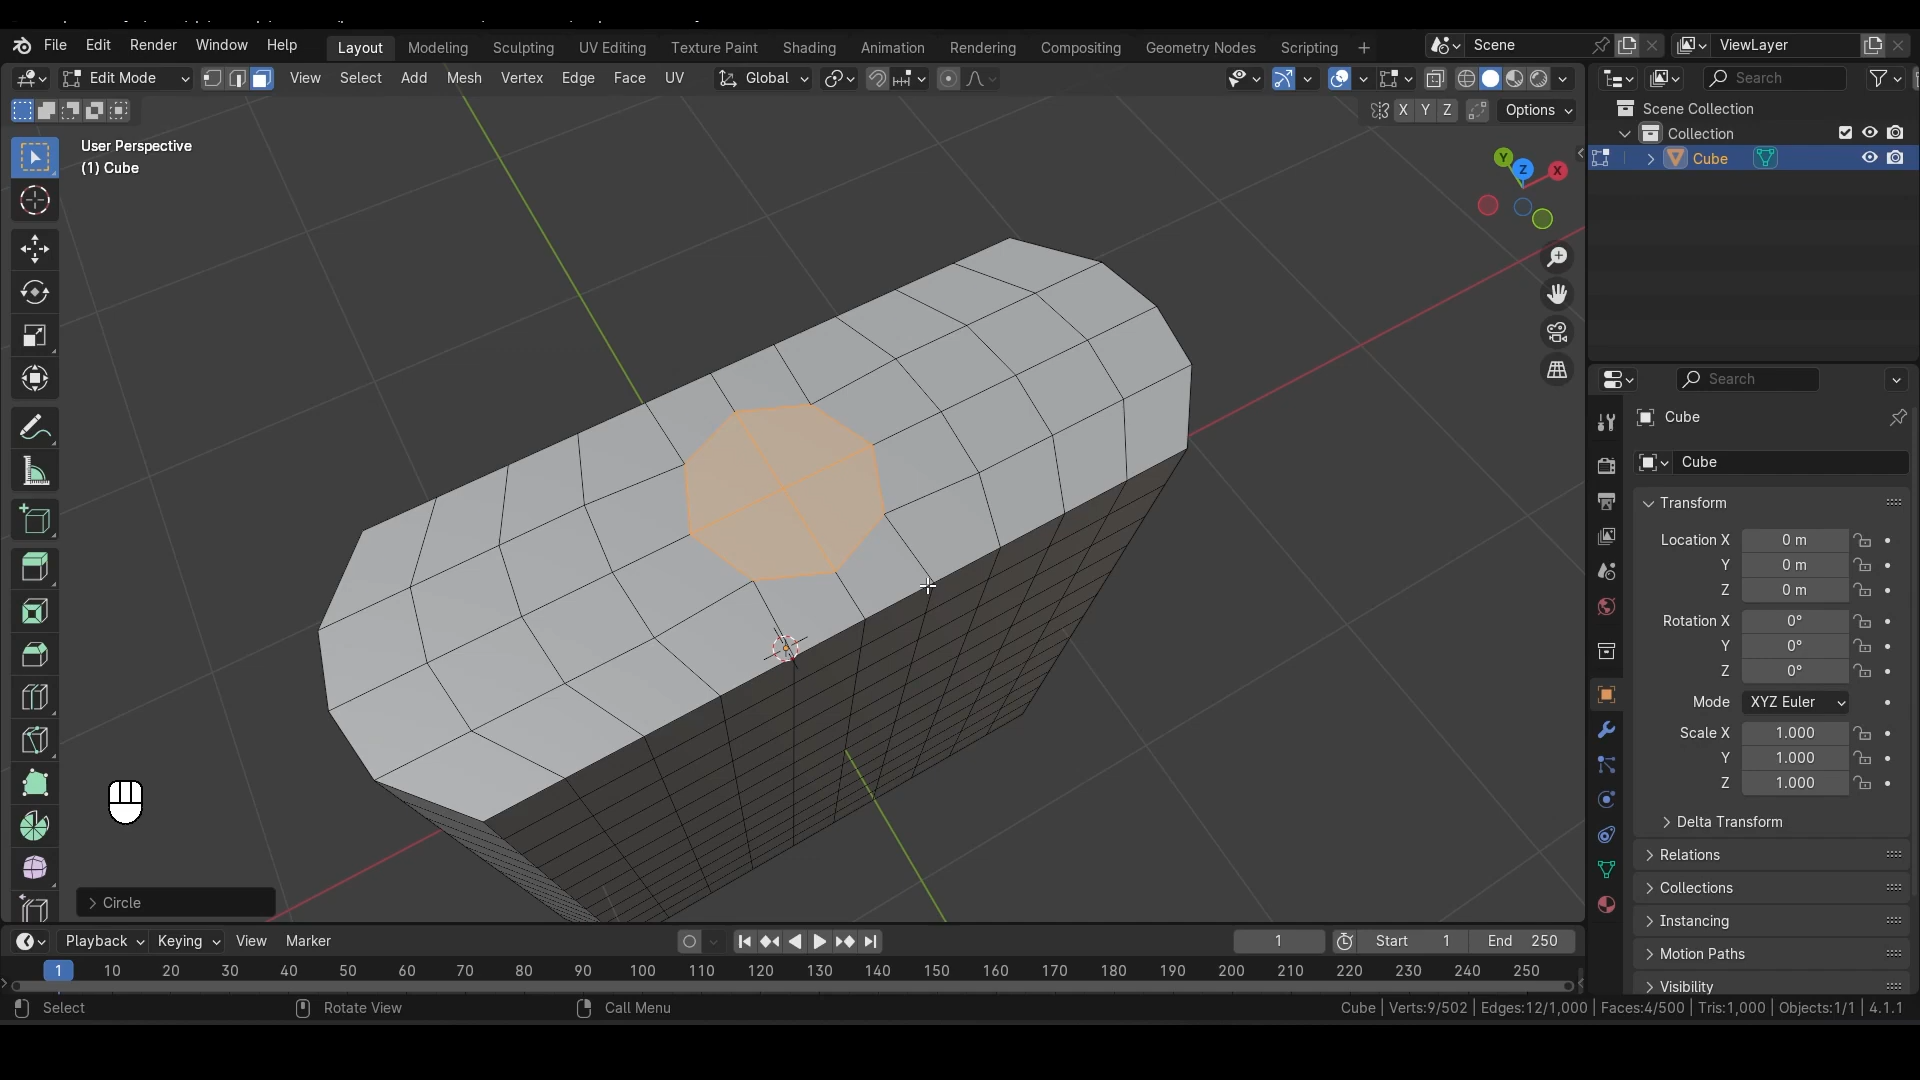 File Edit Render Window Help Layout Modeling Sculpting UV Editing Texture Paint Shading Animation Rendering Compositing Geometry Nodes Scripting + Scene ViewLayer
Edit Mode View Select Add Mesh Vertex Edge Face UV Global Search
X Y Z Options
User Perspective
(1) Cube
Scene Collection
Collection
Cube
Y Z X
Search
Cube
Cube
Transform
Location X 0 m
Y 0 m
Z 0 m
Rotation X 0°
Y 0°
Z 0°
Mode XYZ Euler
Scale X 1.000
Y 1.000
Z 1.000
Delta Transform
Relations
Collections
Instancing
Motion Paths
Visibility
Circle
Playback Keying View Marker 1 Start 1 End 250
1 10 20 30 40 50 60 70 80 90 100 110 120 130 140 150 160 170 180 190 200 210 220 230 240 250
Select Rotate View Call Menu Cube | Verts:9/502 | Edges:12/1,000 | Faces:4/500 | Tris:1,000 | Objects:1/1 | 4.1.1